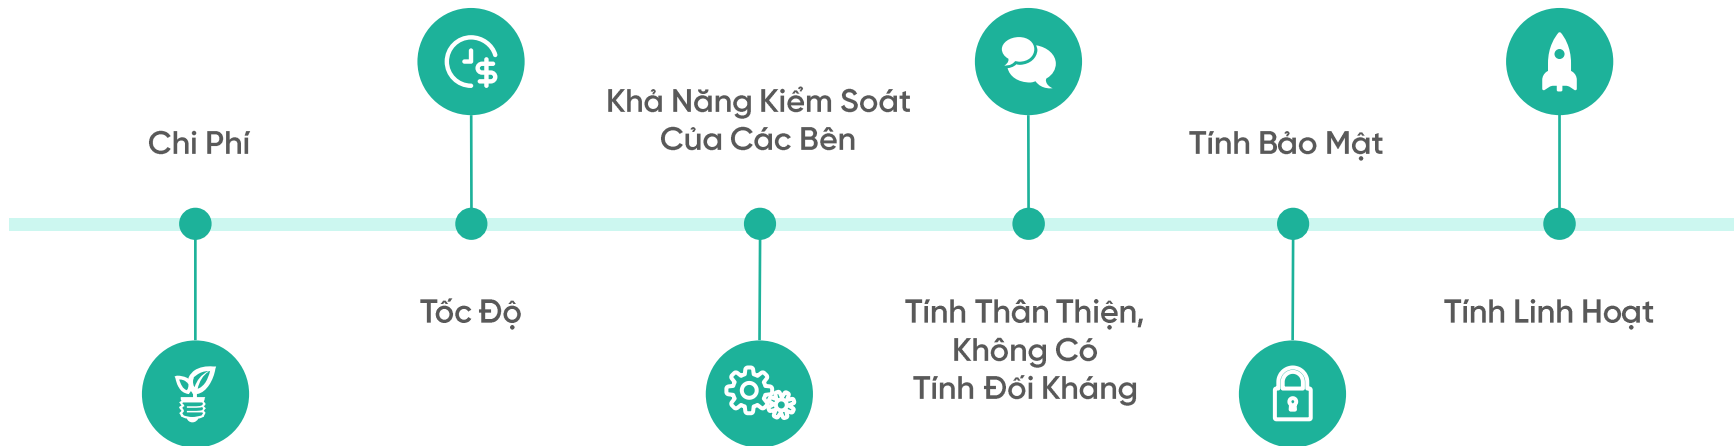 Chi Phí
Tốc Độ
Khả Năng Kiểm Soát
Của Các Bên
Tính Thân Thiện,
Không Có
Tính Đối Kháng
Tính Bảo Mật
Tính Linh Hoạt